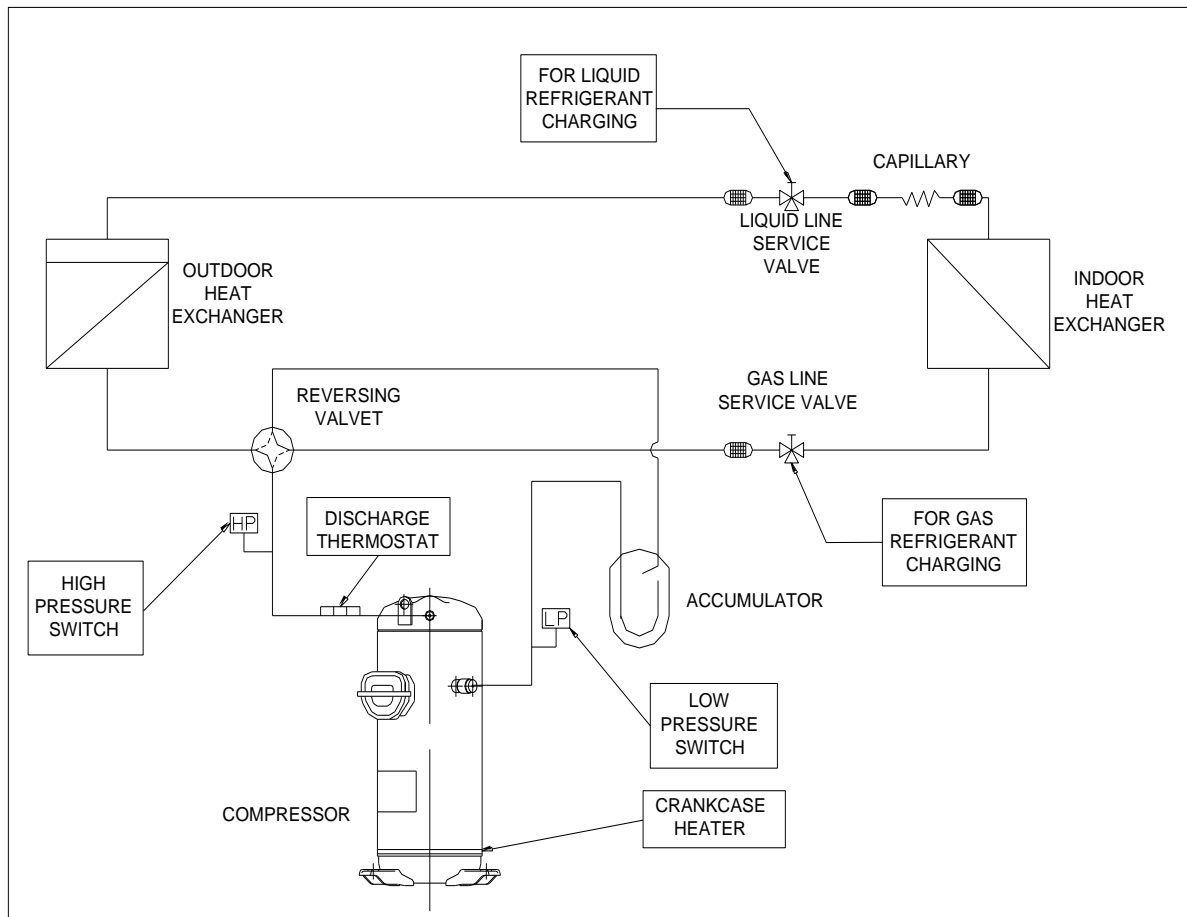 FOR LIQUID
REFRIGERANT
CHARGING
CAPILLARY
LIQUID LINE
SERVICE
VALVE
OUTDOOR
HEAT
EXCHANGER
INDOOR
HEAT
EXCHANGER
REVERSING
VALVET
GAS LINE
SERVICE VALVE
HP
DISCHARGE
THERMOSTAT
FOR GAS
REFRIGERANT
CHARGING
HIGH
PRESSURE
SWITCH
ACCUMULATOR
LP
LOW
PRESSURE
SWITCH
COMPRESSOR
CRANKCASE
HEATER